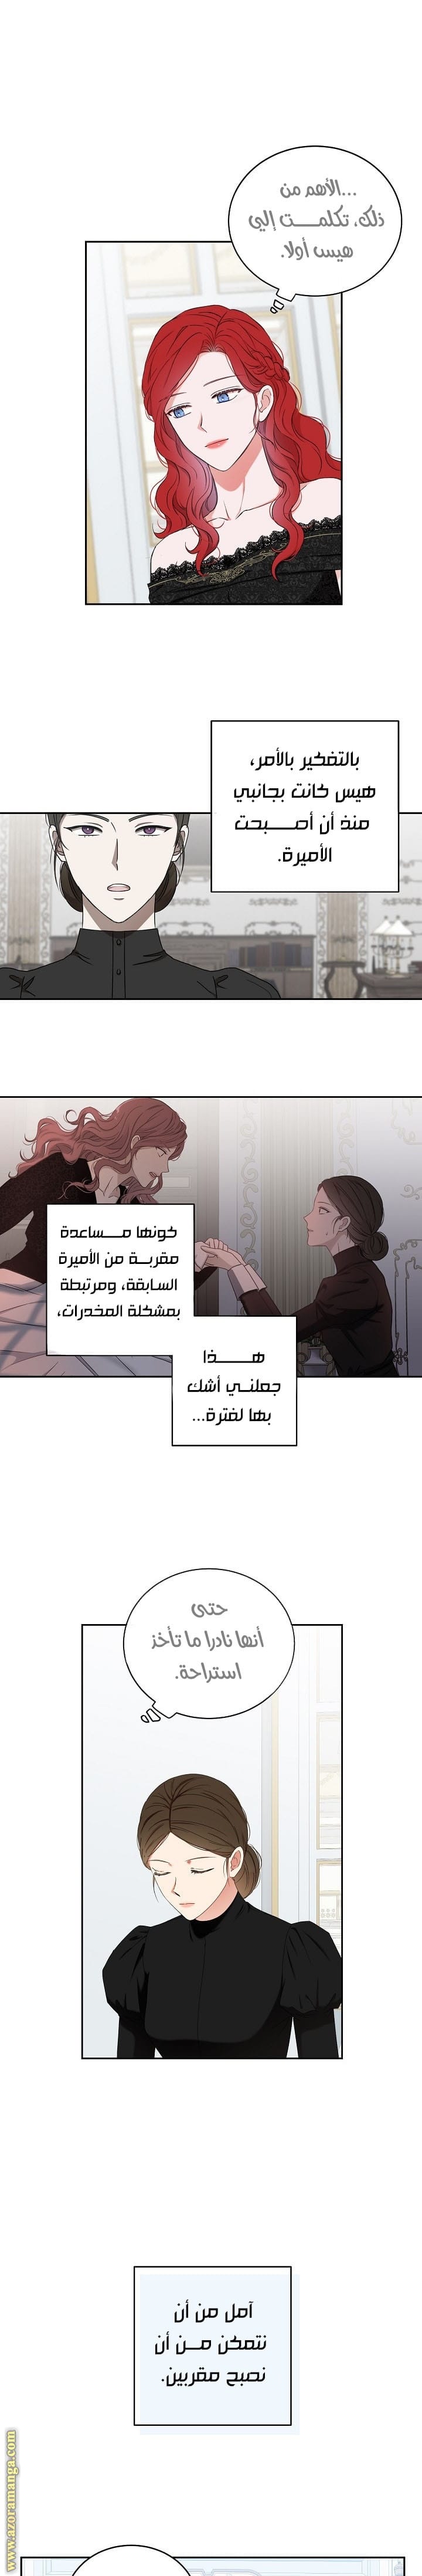 ...الأهم من
ذلك، تكلمت إلي
هيس أولا.
بالتفكير بالأمر،
هيس كانت بجانبي
منذ أن أصبحت
الأميرة.
كونها مساعدة
مقربة من الأميرة
السابقة، ومرتبطة
بمشكلة المخدرات،
هذا
جعلني أشك
بها لفترة...
حتى
أنها نادرا ما تأخذ
استراحة.
آمل من أن
نتمكن من أن
نصبح مقربين.
www.azoramanga.com